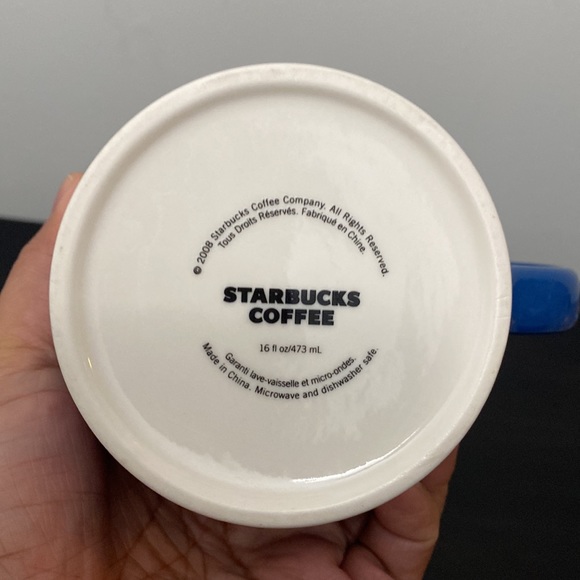 © 2008 Starbucks Coffee Company. All Rights Reserved.
Tous Droits Réservés. Fabriqué en Chine.
STARBUCKS
COFFEE
16 fl oz/473 mL
Garanti lave-vaisselle et micro-ondes.
Made in China. Microwave and dishwasher safe.